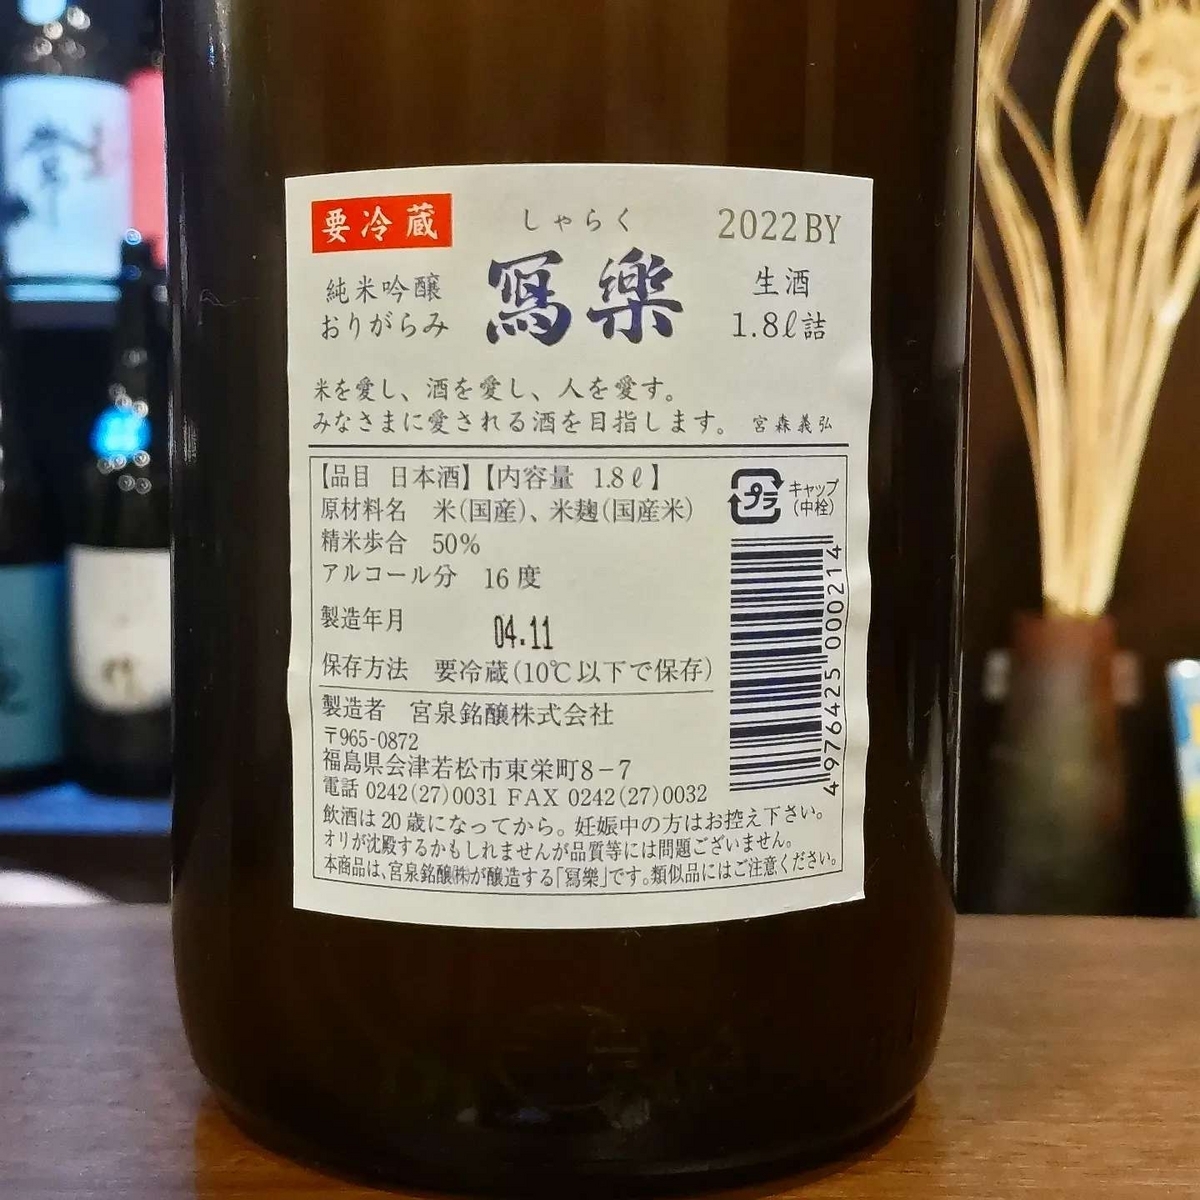 要冷蔵
しゃらく
2022BY
純米吟醸
おりがらみ
冩樂
生酒
1.8ℓ詰
米を愛し、酒を愛し、人を愛す。
みなさまに愛される酒を目指します。 宮森義弘
【品目 日本酒】【内容量 1.8ℓ】
原材料名 米(国産)、米麹(国産米)
精米歩合 50%
アルコール分 16度
製造年月 04.11
保存方法 要冷蔵(10℃以下で保存)
プラ
キャップ
(中栓)
4976425000214
製造者 宮泉銘醸株式会社
〒965-0872
福島県会津若松市東栄町8-7
電話 0242(27)0031 FAX 0242(27)0032
飲酒は20歳になってから。妊娠中の方はお控え下さい。
オリが沈殿するかもしれませんが品質等には問題ございません。
本商品は、宮泉銘醸㈱が醸造する「冩樂」です。類似品にはご注意ください。